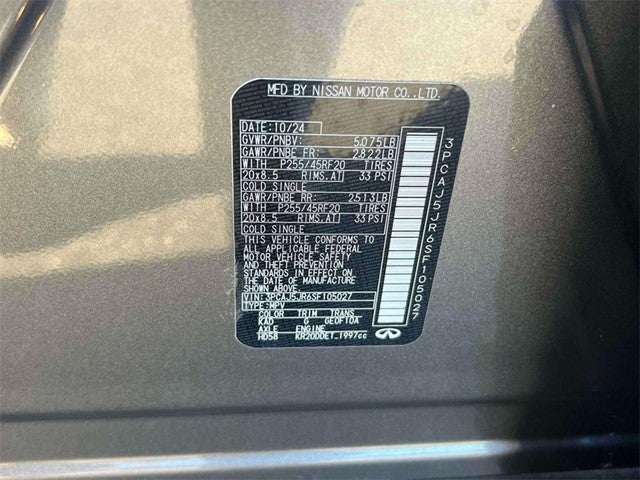 MFD BY NISSAN MOTOR CO.,LTD.
DATE:10/24
GVWR/PNBV 5075LB
GAWR/PNBE FR: 2822LB
WITH P255/45RF20 TIRES
20x8.5 RIMS.AT 33 PSI
COLD SINGLE
GAWR/PNBE RR: 2513LB
WITH P255/45RF20 TIRES
20x8.5 RIMS.AT 33 PSI
COLD SINGLE
THIS VEHICLE CONFORMS TO
ALL APPLICABLE FEDERAL
MOTOR VEHICLE SAFETY
AND THEFT PREVENTION
STANDARDS IN EFFECT ON
THE DATE OF MANUFACTURE
SHOWN ABOVE.
VIN: 3PCAJ5JR6SF105027
TYPE:MPV
COLOR TRIM TRANS
KAD G GE0F10A
AXLE ENGINE
HD58 KR20DDET 1997cc
3PCAJ5JR6SF105027